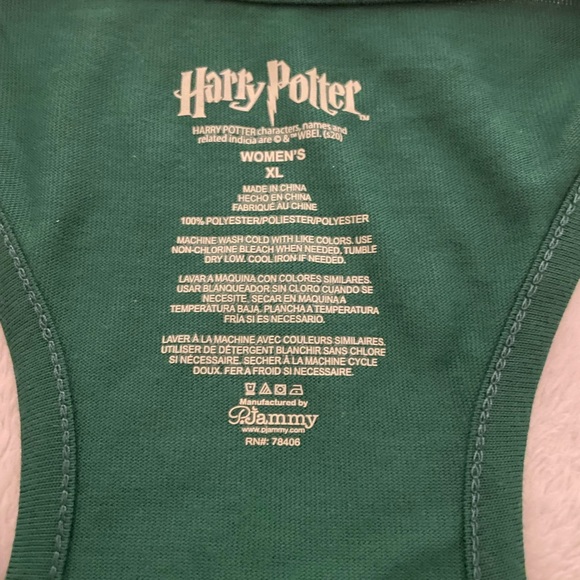 Harry Potter™
HARRY POTTER characters, names and
related indicia are © & ™ WBEI. (s20)
WOMEN'S
XL
MADE IN CHINA
HECHO EN CHINA
FABRIQUÉ AU CHINE
100% POLYESTER/POLIESTER/POLYESTER
MACHINE WASH COLD WITH LIKE COLORS. USE
NON-CHLORINE BLEACH WHEN NEEDED. TUMBLE
DRY LOW. COOL IRON IF NEEDED.
LAVAR A MAQUINA CON COLORES SIMILARES.
USAR BLANQUEADOR SIN CLORO CUANDO SE
NECESITE, SECAR EN MAQUINA A
TEMPERATURA BAJA. PLANCHA A TEMPERATURA
FRÍA SI ES NECESARIO.
LAVER À LA MACHINE AVEC COULEURS SIMILAIRES.
UTILISER DE DÉTERGENT BLANCHIR SANS CHLORE
SI NÉCESSAIRE. SECHER À LA MACHINE CYCLE
DOUX. FER A FROID SI NECESSAIRE.
Manufactured by
PJammy
www.pjammy.com
RN#: 78406